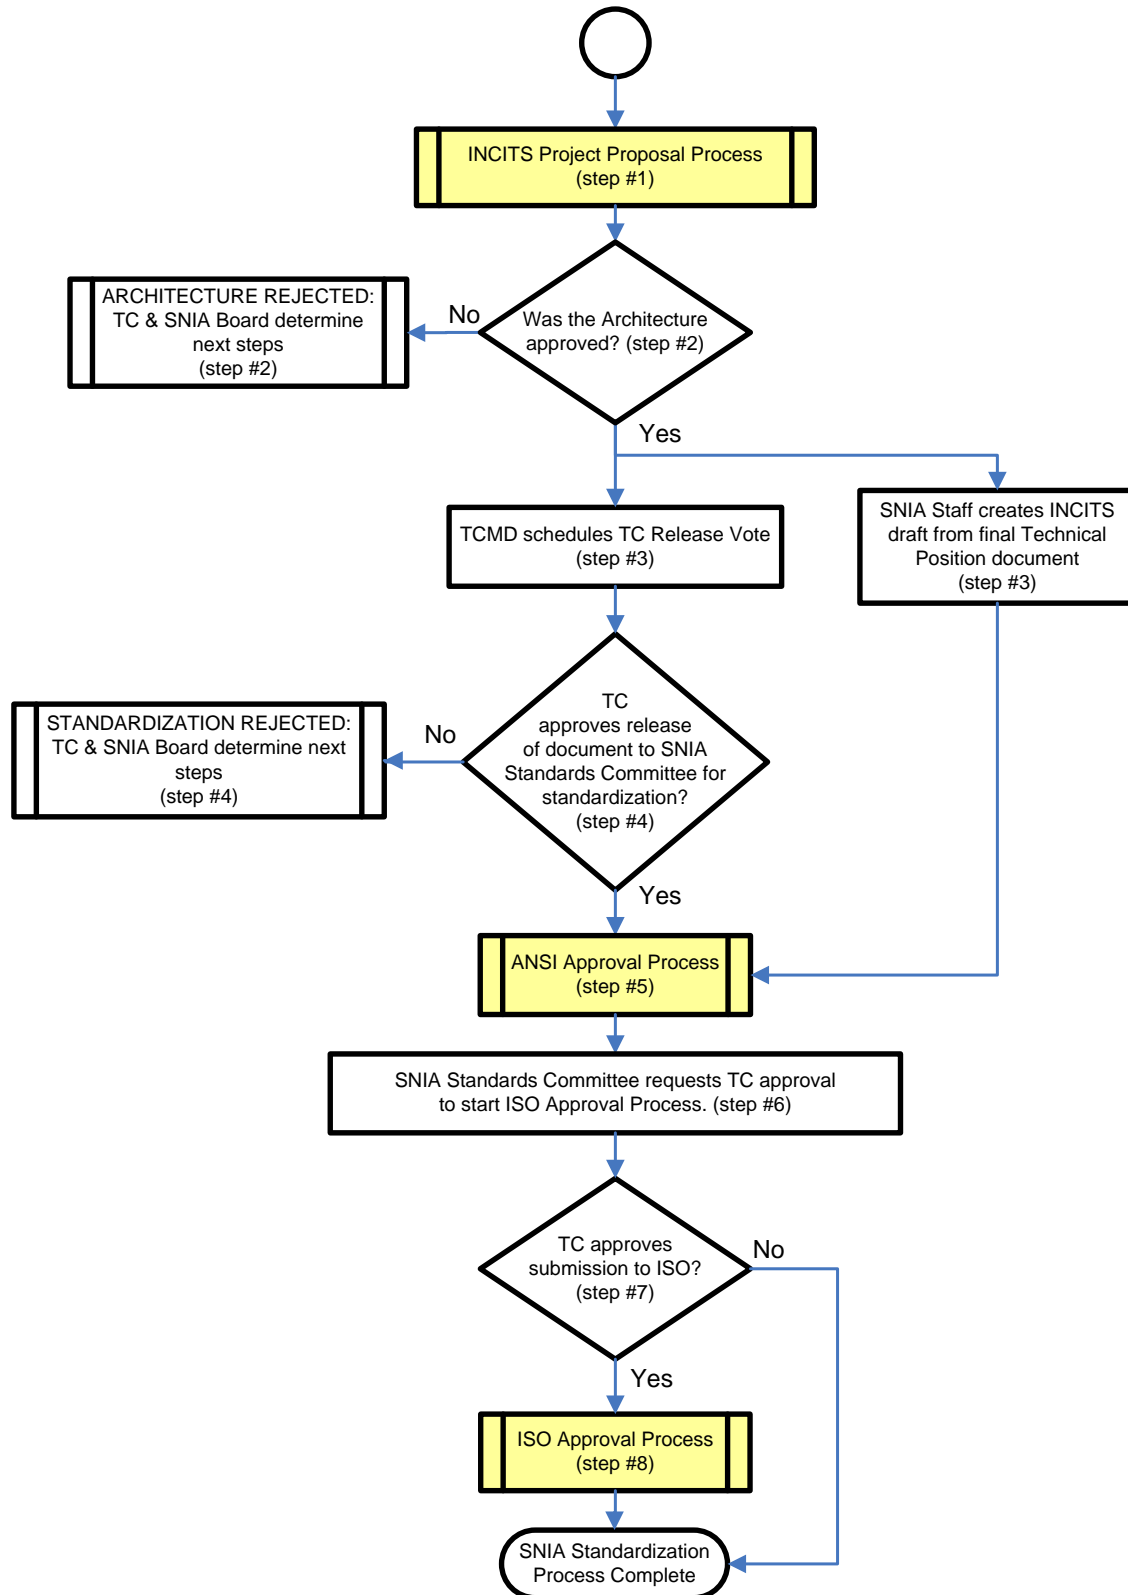 INCITS Project Proposal Process
(step #1)
ARCHITECTURE REJECTED:
TC & SNIA Board determine
next steps
(step #2)
No
Was the Architecture
approved? (step #2)
Yes
TCMD schedules TC Release Vote
(step #3)
SNIA Staff creates INCITS
draft from final Technical
Position document
(step #3)
STANDARDIZATION REJECTED:
TC & SNIA Board determine next
steps
(step #4)
No
TC
approves release
of document to SNIA
Standards Committee for
standardization?
(step #4)
Yes
ANSI Approval Process
(step #5)
SNIA Standards Committee requests TC approval
to start ISO Approval Process. (step #6)
TC approves
submission to ISO?
(step #7)
No
Yes
ISO Approval Process
(step #8)
SNIA Standardization
Process Complete